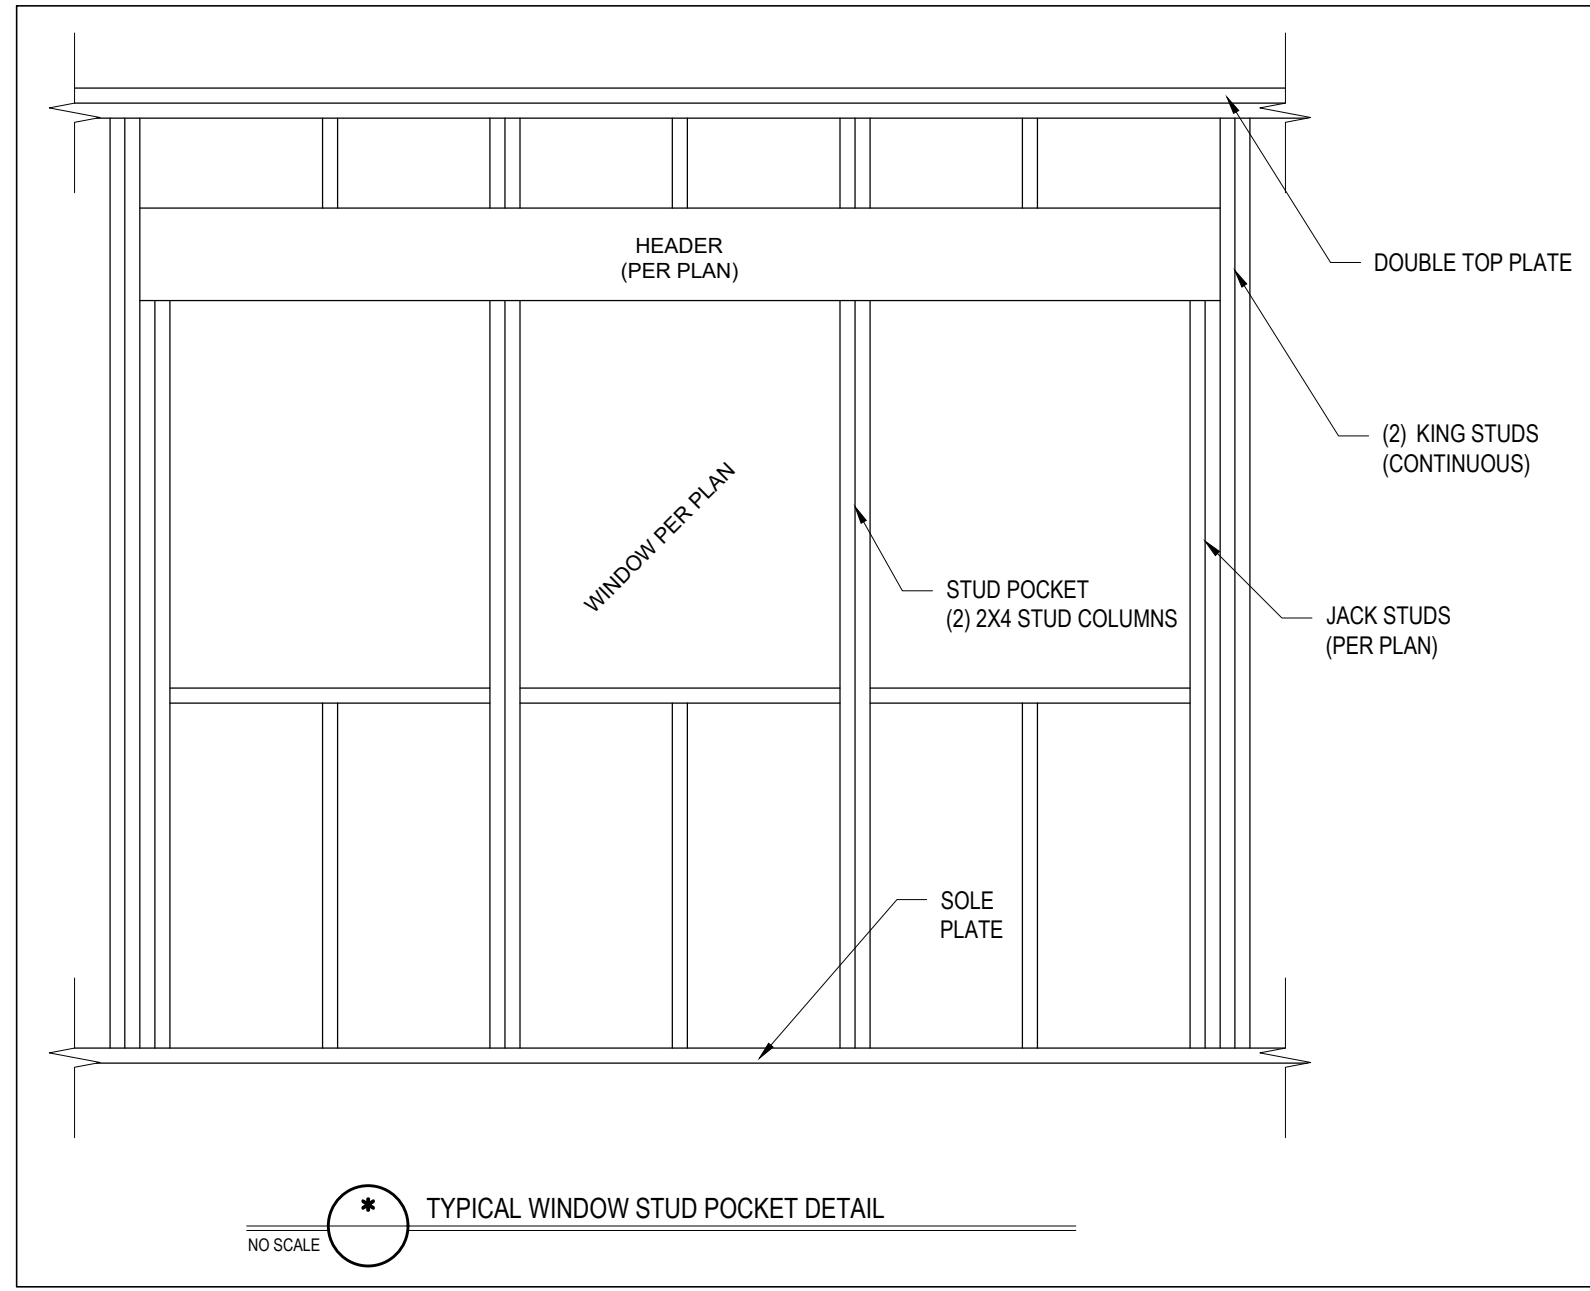 HEADER
(PER PLAN)
DOUBLE TOP PLATE
(2) KING STUDS
(CONTINUOUS)
WINDOW PER PLAN
STUD POCKET
(2) 2X4 STUD COLUMNS
JACK STUDS
(PER PLAN)
SOLE
PLATE
*
TYPICAL WINDOW STUD POCKET DETAIL
NO SCALE